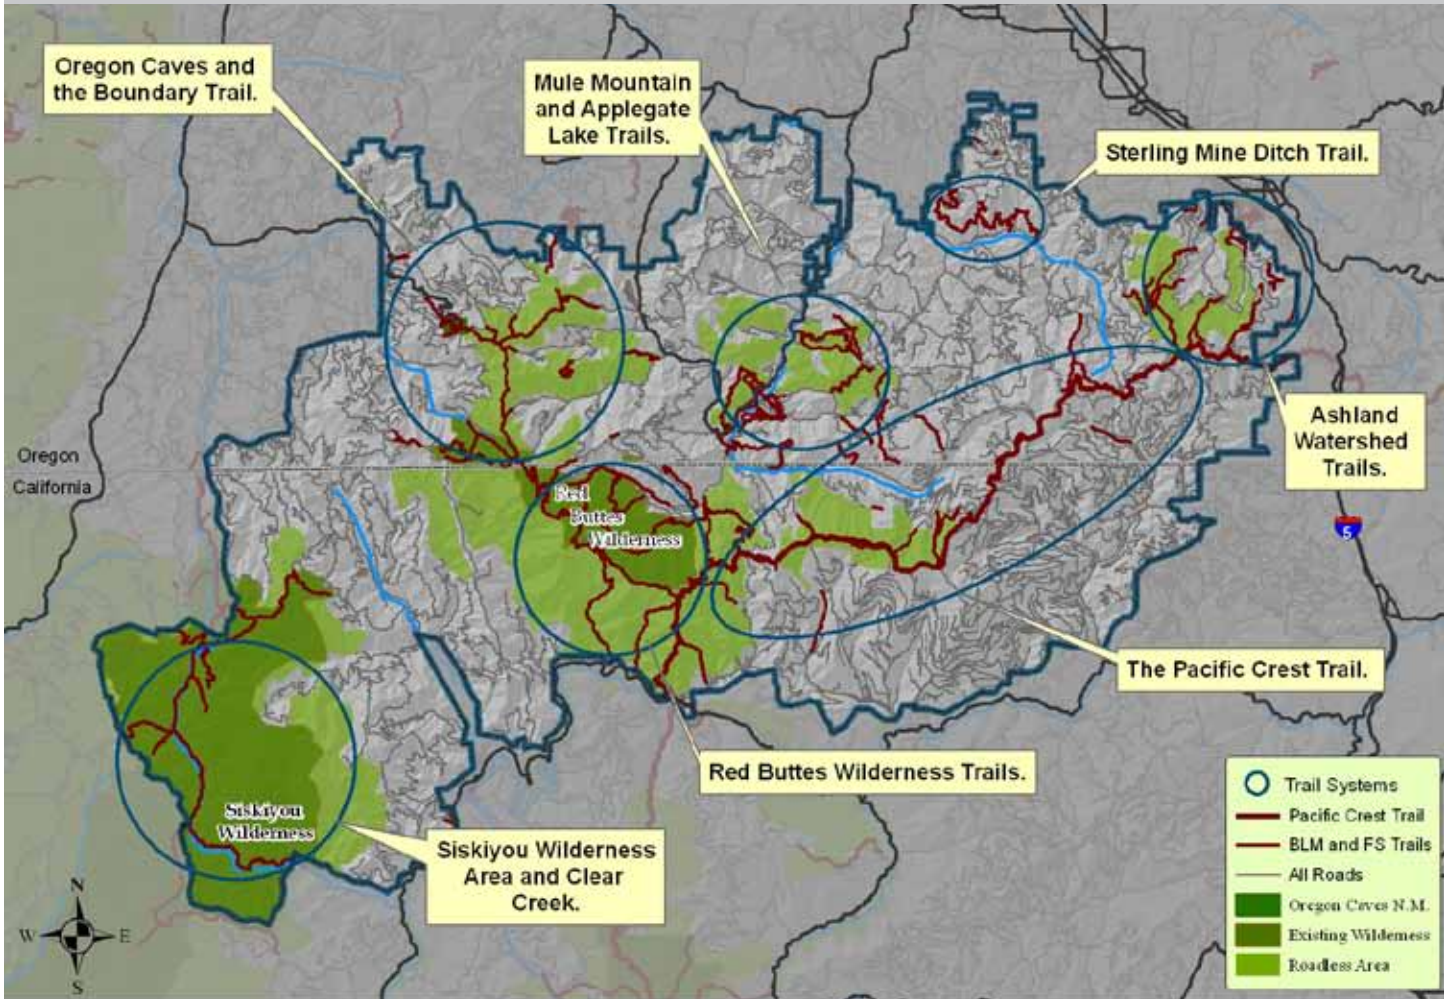 Oregon Caves and
the Boundary Trail.
Mule Mountain
and Applegate
Lake Trails.
Sterling Mine Ditch Trail.
Ashland
Watershed
Trails.
Oregon
California
Red
Buttes
Wilderness
5
The Pacific Crest Trail.
Red Buttes Wilderness Trails.
Siskiyou
Wilderness
Siskiyou Wilderness
Area and Clear
Creek.
N
W E
S
Trail Systems
Pacific Crest Trail
BLM and FS Trails
All Roads
Oregon Caves N.M.
Existing Wilderness
Roadless Area